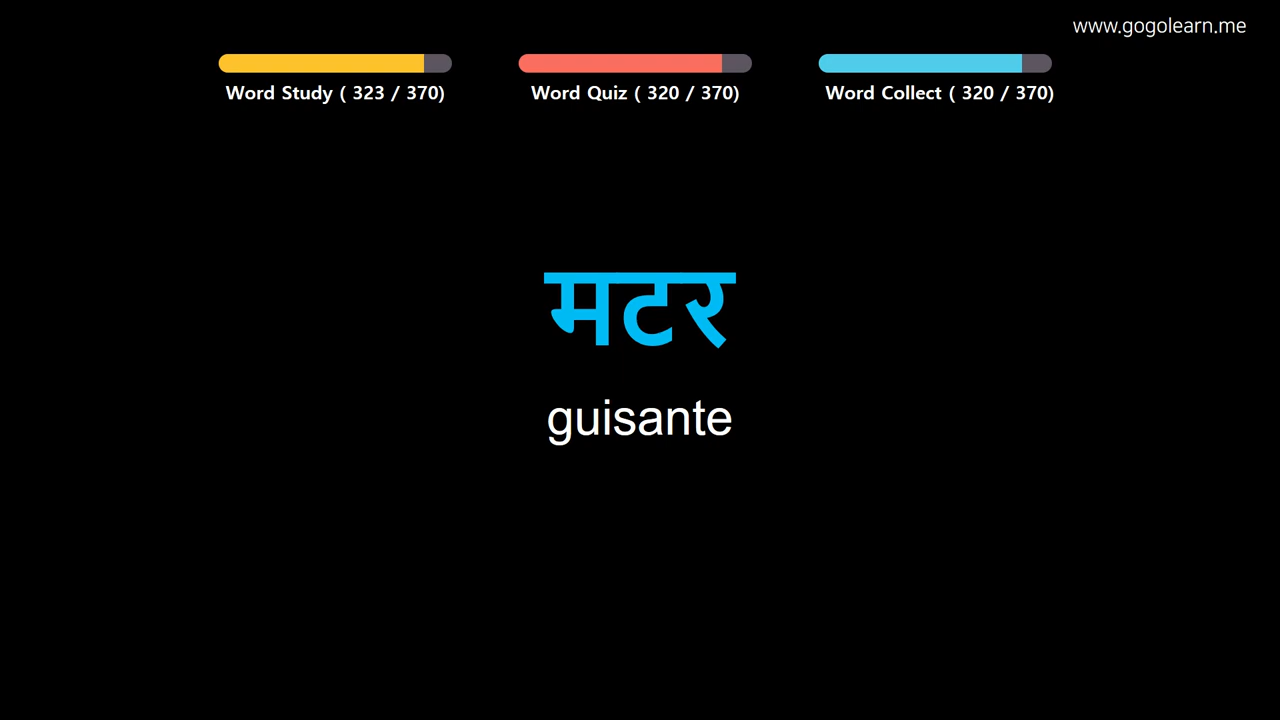 www.gogolearn.me
Word Study ( 323 / 370)
Word Quiz ( 320 / 370)
Word Collect ( 320 / 370)
मटर
guisante